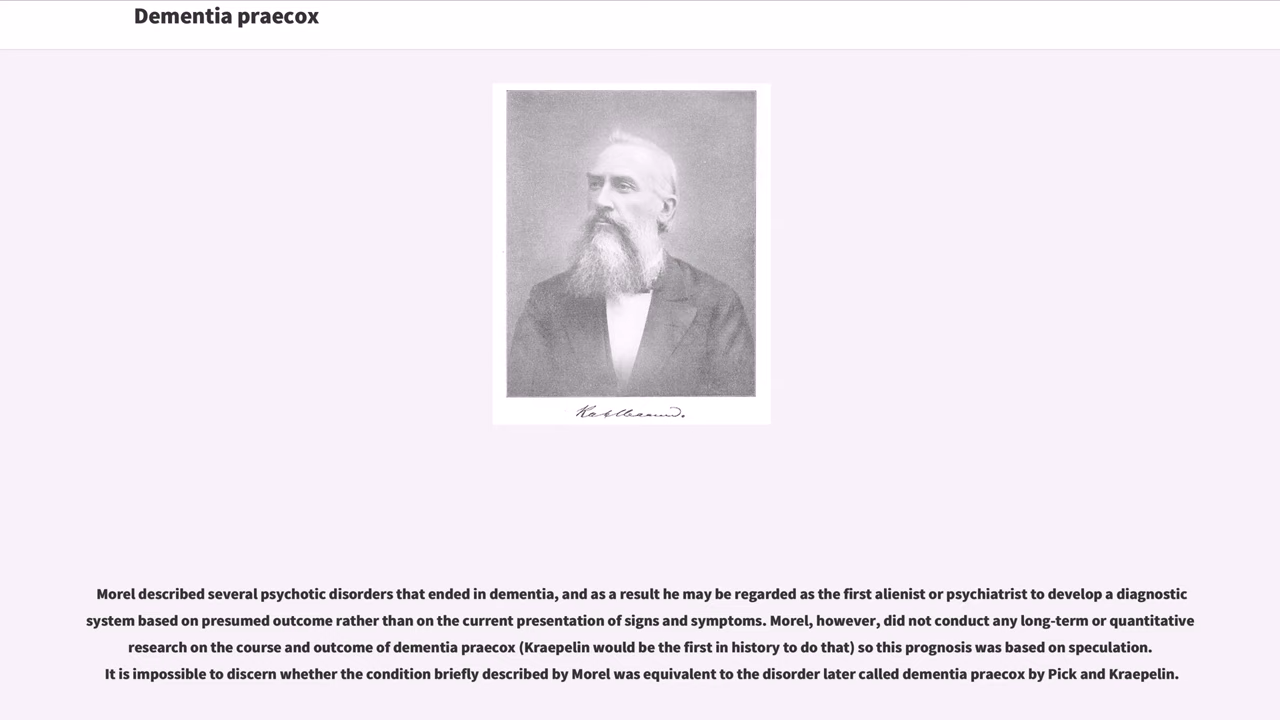 Dementia praecox
Kahlbaum.
Morel described several psychotic disorders that ended in dementia, and as a result he may be regarded as the first alienist or psychiatrist to develop a diagnostic
system based on presumed outcome rather than on the current presentation of signs and symptoms. Morel, however, did not conduct any long-term or quantitative
research on the course and outcome of dementia praecox (Kraepelin would be the first in history to do that) so this prognosis was based on speculation.
It is impossible to discern whether the condition briefly described by Morel was equivalent to the disorder later called dementia praecox by Pick and Kraepelin.